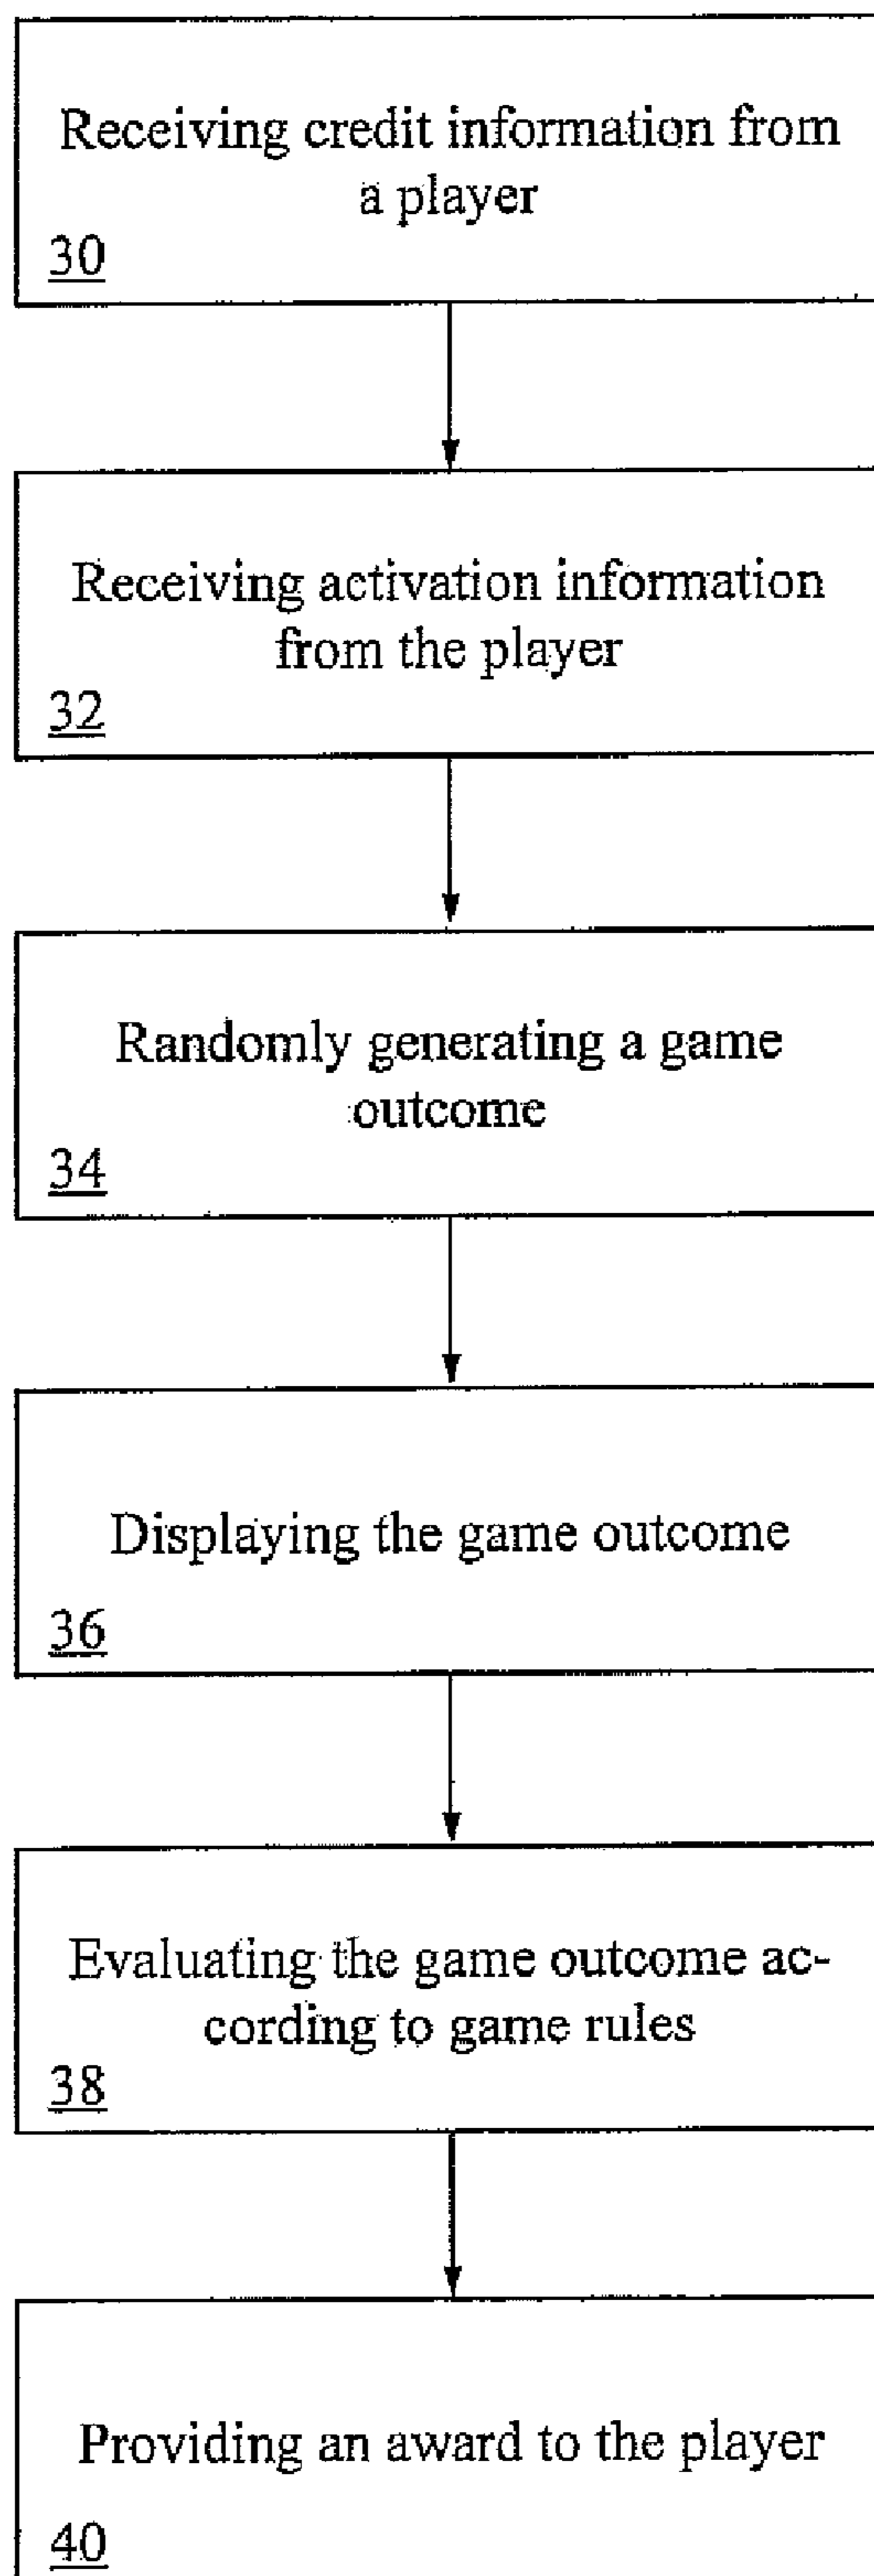 Receiving credit information from
a player
30
Receiving activation information
from the player
32
Randomly generating a game
outcome
34
Displaying the game outcome
36
Evaluating the game outcome ac-
cording to game rules
38
Providing an award to the player
40